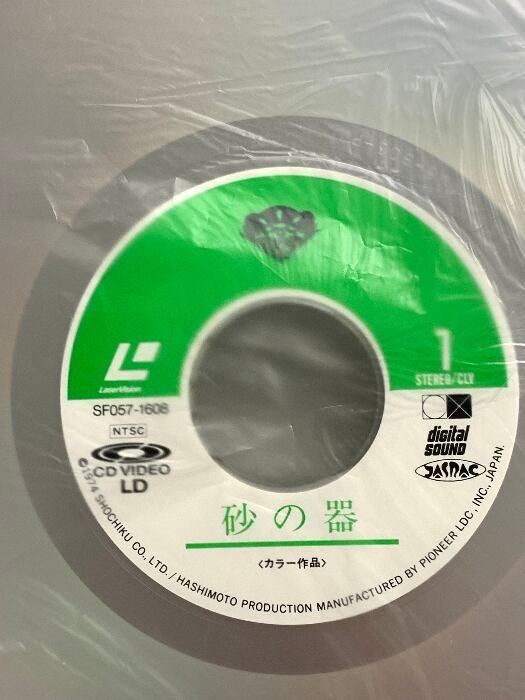 1
STEREO/CLV
LaserVision
SF057-1608
NTSC
CD VIDEO
LD
digital
SOUND
JASRAC
砂の器
〈カラー作品〉
©1974 SHOCHIKU CO., LTD. / HASHIMOTO PRODUCTION MANUFACTURED BY PIONEER LDC, INC., JAPAN.